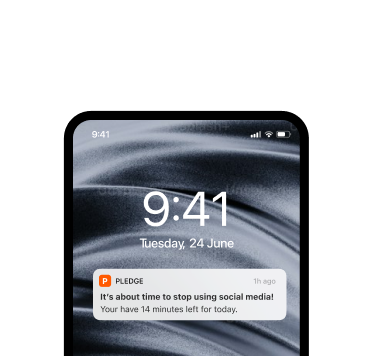 9:41
9:41
Tuesday, 24 June
P PLEDGE 1h ago
It's about time to stop using social media!
Your have 14 minutes left for today.